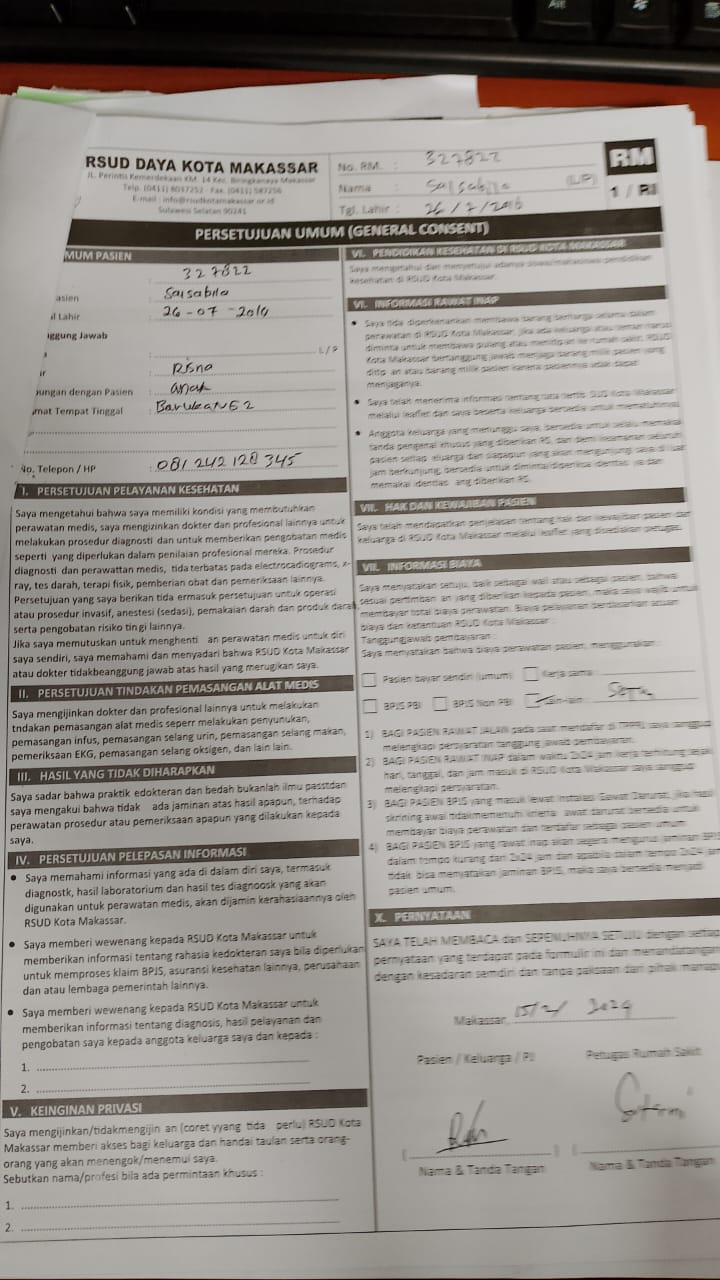 Alt
RSUD DAYA KOTA MAKASSAR
JL. Perintis Kemerdekaan KM. 14 Kec. Biringkanaya Makassar
Telp. (0411) 8037252 - Fax. (0411) 587256
E-mail : info@rsudkotamakassar.or.id
Sulawesi Selatan 90241
No. RM. : 327822
Nama : Salsabila (L/P)
Tgl. Lahir : 26/7/2016
RM
1 / RI
PERSETUJUAN UMUM (GENERAL CONSENT)
MUM PASIEN
327822
asien : Salsabila
l Lahir : 26-07-2016
ggung Jawab
L/P
Risna
ungan dengan Pasien : anak
mat Tempat Tinggal :
No. Telepon / HP : 081 242 128 345
I. PERSETUJUAN PELAYANAN KESEHATAN
Saya mengetahui bahwa saya memiliki kondisi yang membutuhkan
perawatan medis, saya mengizinkan dokter dan profesional lainnya untuk
melakukan prosedur diagnosti dan untuk memberikan pengobatan medis
seperti yang diperlukan dalam penilaian profesional mereka. Prosedur
diagnosti dan perawattan medis, tida terbatas pada electrocardiograms, x-
ray, tes darah, terapi fisik, pemberian obat dan pemeriksaan lainnya.
Persetujuan yang saya berikan tida ermasuk persetujuan untuk operasi
atau prosedur invasif, anestesi (sedasi), pemakaian darah dan produk darah
serta pengobatan risiko tingi lainnya.
Jika saya memutuskan untuk menghenti an perawatan medis untuk diri
saya sendiri, saya memahami dan menyadari bahwa RSUD Kota Makassar
atau dokter tidakbeanggung jawab atas hasil yang merugikan saya.
II. PERSETUJUAN TINDAKAN PEMASANGAN ALAT MEDIS
Saya mengijinkan dokter dan profesional lainnya untuk melakukan
tndakan pemasangan alat medis seperr melakukan penyunukan,
pemasangan infus, pemasangan selang urin, pemasangan selang makan,
pemeriksaan EKG, pemasangan selang oksigen, dan lain lain.
III. HASIL YANG TIDAK DIHARAPKAN
Saya sadar bahwa praktik edokteran dan bedah bukanlah ilmu passtdan
saya mengakui bahwa tidak ada jaminan atas hasil apapun, terhadap
perawatan prosedur atau pemeriksaan apapun yang dilakukan kepada
saya.
IV. PERSETUJUAN PELEPASAN INFORMASI
• Saya memahami informasi yang ada di dalam diri saya, termasuk
diagnostk, hasil laboratorium dan hasil tes diagnoosk yang akan
digunakan untuk perawatan medis, akan dijamin kerahasiaannya oleh
RSUD Kota Makassar.
• Saya memberi wewenang kepada RSUD Kota Makassar untuk
memberikan informasi tentang rahasia kedokteran saya bila diperlukan
untuk memproses klaim BPJS, asuransi kesehatan lainnya, perusahaan
dan atau lembaga pemerintah lainnya.
• Saya memberi wewenang kepada RSUD Kota Makassar untuk
memberikan informasi tentang diagnosis, hasil pelayanan dan
pengobatan saya kepada anggota keluarga saya dan kepada :
1.
2.
V. KEINGINAN PRIVASI
Saya mengijinkan/tidakmengijin an (coret yyang tida perlu) RSUD Kota
Makassar memberi akses bagi keluarga dan handai taulan serta orang-
orang yang akan menengok/menemui saya.
Sebutkan nama/profesi bila ada permintaan khusus :
1.
2.
VI. PENDIDIKAN KESEHATAN DI RSUD KOTA MAKASSAR
Saya mengetahui dan menyetujui adanya siswa/mahasiswa pendidikan
kesehatan di RSUD Kota Makassar.
VI. INFORMASI RAWAT INAP
• Saya tida diperkenankan membawa barang berharga selama dalam
perawatan di RSUD Kota Makassar, jika ada keluarga atau teman harus
diminta untuk membawa pulang atau
Kota Makassar bertanggung jawab menjaga barang milik pasien yang
ditip an atau barang milik pasien karena pasiennya tidak dapat
menjaganya.
• Saya telah menerima informasi tentang tata tertib SUD Kota Makassar
melalui leaflet dan saya beserta keluarga bersedia untuk mematuhinya.
• Anggota keluarga yang menunggu saya, bersedia untuk selalu memakai
tanda pengenal khusus yang diberikan RS, dan demi keamanan seluruh
pasien setiap eluarga dan siapapun yang akan mengunjung saya di luar
jam berkunjung, bersedia untuk diminta/diperiksa identias ya dan
memakai identias ang diberikan RS.
VII. HAK DAN KEWAJIBAN PASIEN
Saya telah mendapatkan penjelasan tentang hak dan kewajiban pasien dan
keluarga di RSUD Kota Makassar melalui leaflet yang disediakan petugas.
VII. INFORMASI BIAYA
Saya menyatakan setuju, baik sebagai wali atau sebagai pasien, bahwa
sesuai pertimban an yang diberikan kepada pasien, maka saya wajib untuk
membayar total biaya perawatan. Biaya pelayanan berdasarkan acuan
biaya dan ketentuan RSUD Kota Makassar :
Tanggungjawab pembayaran :
Saya menyatakan bahwa biaya perawatan pasien, menggunakan :
Pasien bayar sendiri (umum) Kerja sama :
BPJS PBI BPJS Non PBI Lain-lain :
1) BAGI PASIEN RAWAT JALAN pada saat mendafar di TPPRJ saya sanggup
melengkapi persyaratan tanggung jawab pembayaran.
2) BAGI PASIEN RAWAT INAP dalam waktu 2x24 jam kerja terhitung sejak
hari, tanggal, dan jam masuk di RSUD Kota Makassar saya sanggup
melengkapi persyaratan.
3) BAGI PASIEN BPJS yang masuk lewat Instalasi Gawat Darurat, jika hasil
skrining awal tidakmemenuhi kriteria awat darurat bersedia untuk
membayar biaya perawatan dan terdafar sebagai pasien umum.
4) BAGI PASIEN BPJS yang rawat inap akan segera mengurus jaminan BPJS
dalam tempo kurang dari 2x24 jam dan apabila dalam tempo 2x24 jam
tidak bisa menyatakan jaminan BPJS, maka saya bersedia menjadi
pasien umum.
X. PERNYATAAN
SAYA TELAH MEMBACA dan SEPENUHNYA SETUJU dengan setiap
pernyataan yang terdapat pada formulir ini dan menandatangan
dengan kesadaran semdiri dan tanpa paksaan dari pihak manapu
Makassar, 15/2/ 2024
Pasien / Keluarga / PJ Petugas Rumah Sakit
Nama & Tanda Tangan Nama & Tanda Tangan